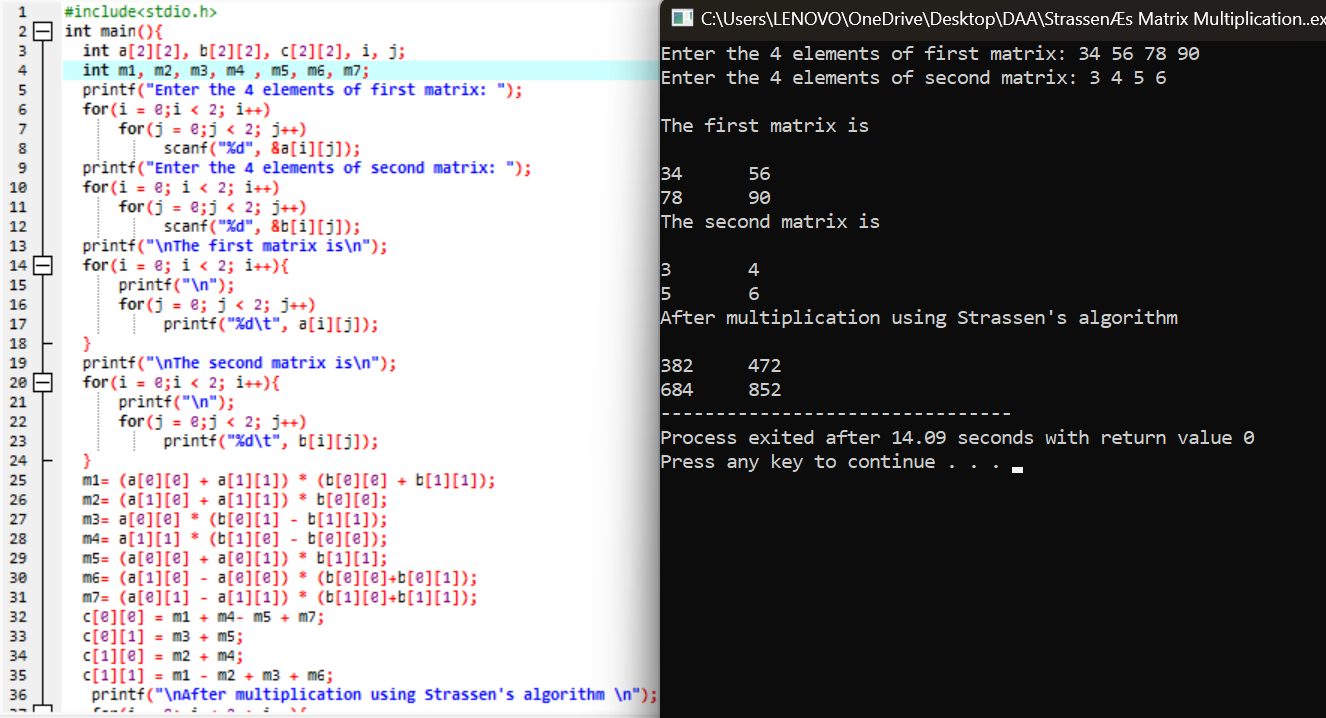 1 #include<stdio.h>
2 int main(){
3 int a[2][2], b[2][2], c[2][2], i, j;
4 int m1, m2, m3, m4 , m5, m6, m7;
5 printf("Enter the 4 elements of first matrix: ");
6 for(i = 0;i < 2; i++)
7 for(j = 0;j < 2; j++)
8 scanf("%d", &a[i][j]);
9 printf("Enter the 4 elements of second matrix: ");
10 for(i = 0; i < 2; i++)
11 for(j = 0;j < 2; j++)
12 scanf("%d", &b[i][j]);
13 printf("\nThe first matrix is\n");
14 for(i = 0; i < 2; i++){
15 printf("\n");
16 for(j = 0; j < 2; j++)
17 printf("%d\t", a[i][j]);
18 }
19 printf("\nThe second matrix is\n");
20 for(i = 0;i < 2; i++){
21 printf("\n");
22 for(j = 0;j < 2; j++)
23 printf("%d\t", b[i][j]);
24 }
25 m1= (a[0][0] + a[1][1]) * (b[0][0] + b[1][1]);
26 m2= (a[1][0] + a[1][1]) * b[0][0];
27 m3= a[0][0] * (b[0][1] - b[1][1]);
28 m4= a[1][1] * (b[1][0] - b[0][0]);
29 m5= (a[0][0] + a[0][1]) * b[1][1];
30 m6= (a[1][0] - a[0][0]) * (b[0][0]+b[0][1]);
31 m7= (a[0][1] - a[1][1]) * (b[1][0]+b[1][1]);
32 c[0][0] = m1 + m4- m5 + m7;
33 c[0][1] = m3 + m5;
34 c[1][0] = m2 + m4;
35 c[1][1] = m1 - m2 + m3 + m6;
36 printf("\nAfter multiplication using Strassen's algorithm \n");
C:\Users\LENOVO\OneDrive\Desktop\DAA\StrassenÆs Matrix Multiplication..ex
Enter the 4 elements of first matrix: 34 56 78 90
Enter the 4 elements of second matrix: 3 4 5 6
The first matrix is
34 56
78 90
The second matrix is
3 4
5 6
After multiplication using Strassen's algorithm
382 472
684 852
--------------------------------
Process exited after 14.09 seconds with return value 0
Press any key to continue . . .